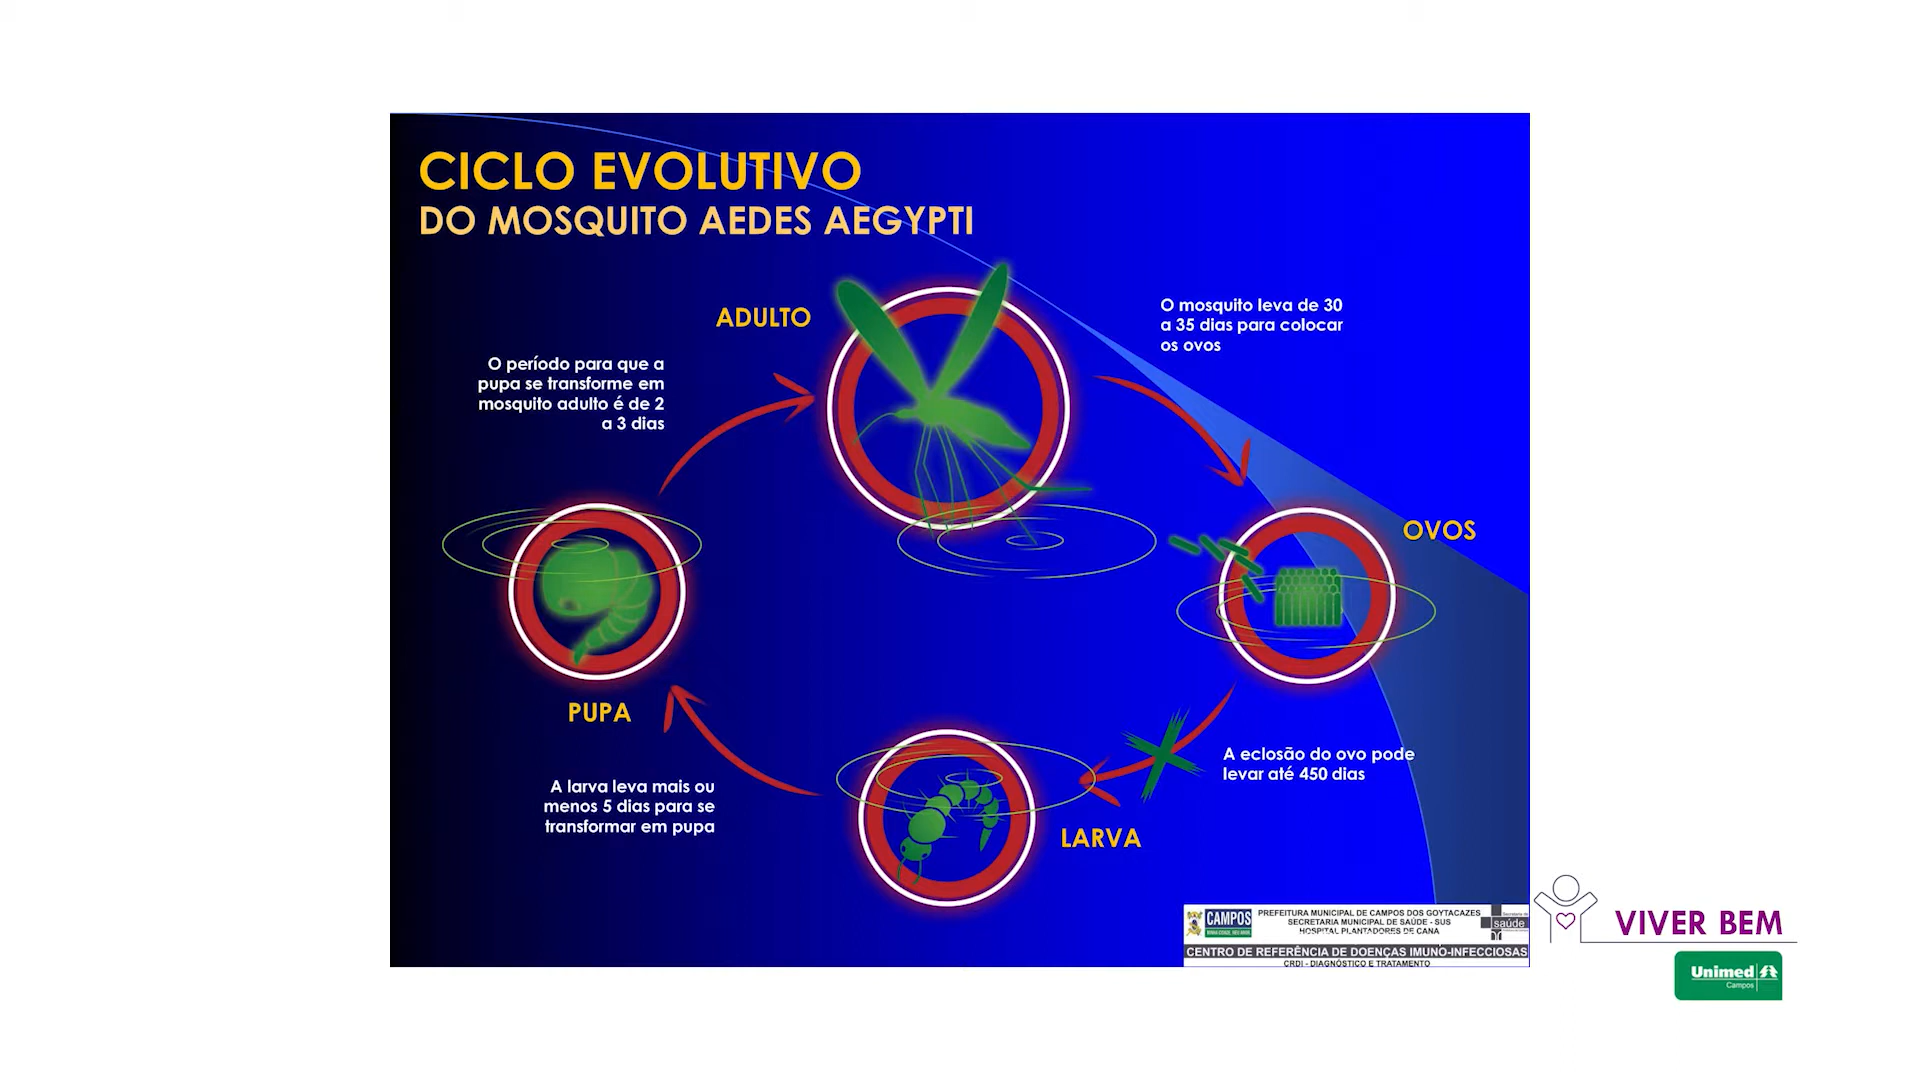 CICLO EVOLUTIVO
DO MOSQUITO AEDES AEGYPTI
ADULTO
O mosquito leva de 30
a 35 dias para colocar
os ovos
O período para que a
pupa se transforme em
mosquito adulto é de 2
a 3 dias
OVOS
PUPA
A eclosão do ovo pode
levar até 450 dias
A larva leva mais ou
menos 5 dias para se
transformar em pupa
LARVA
CAMPOS
PREFEITURA MUNICIPAL DE CAMPOS DOS GOYTACAZES
SECRETARIA MUNICIPAL DE SAÚDE - SUS
HOSPITAL PLANTADORES DE CANA
saúde
CENTRO DE REFERÊNCIA DE DOENÇAS IMUNO-INFECCIOSAS
CRDI - DIAGNÓSTICO E TRATAMENTO
VIVER BEM
Unimed
Campos